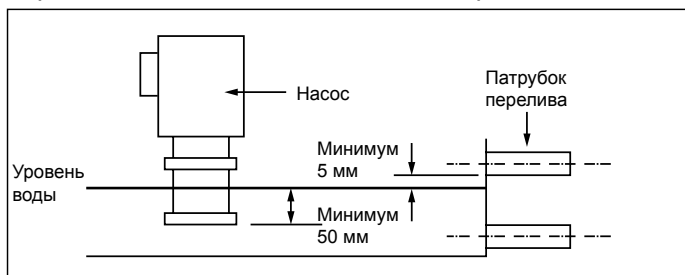 Насос
Патрубок
перелива
Минимум
5 мм
Уровень
воды
Минимум
50 мм